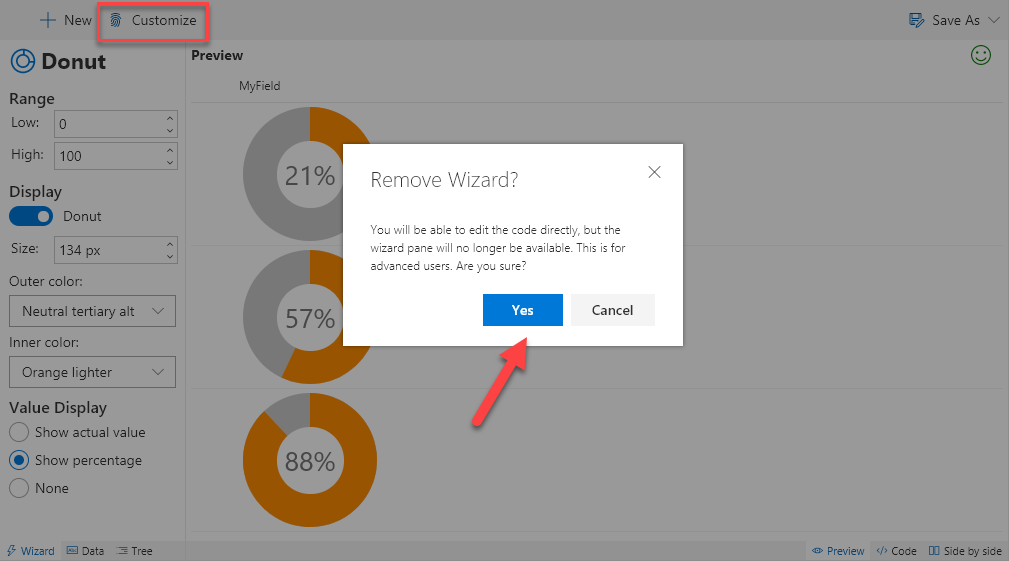 New
Customize
Save As
Donut
Range
Low: 0
High: 100
Display
Donut
Size: 134 px
Outer color:
Neutral tertiary alt
Inner color:
Orange lighter
Value Display
Show actual value
Show percentage
None
Preview
MyField
21%
57%
88%
Remove Wizard?
You will be able to edit the code directly, but the
wizard pane will no longer be available. This is for
advanced users. Are you sure?
Yes Cancel
Wizard Data Tree
Preview Code Side by side